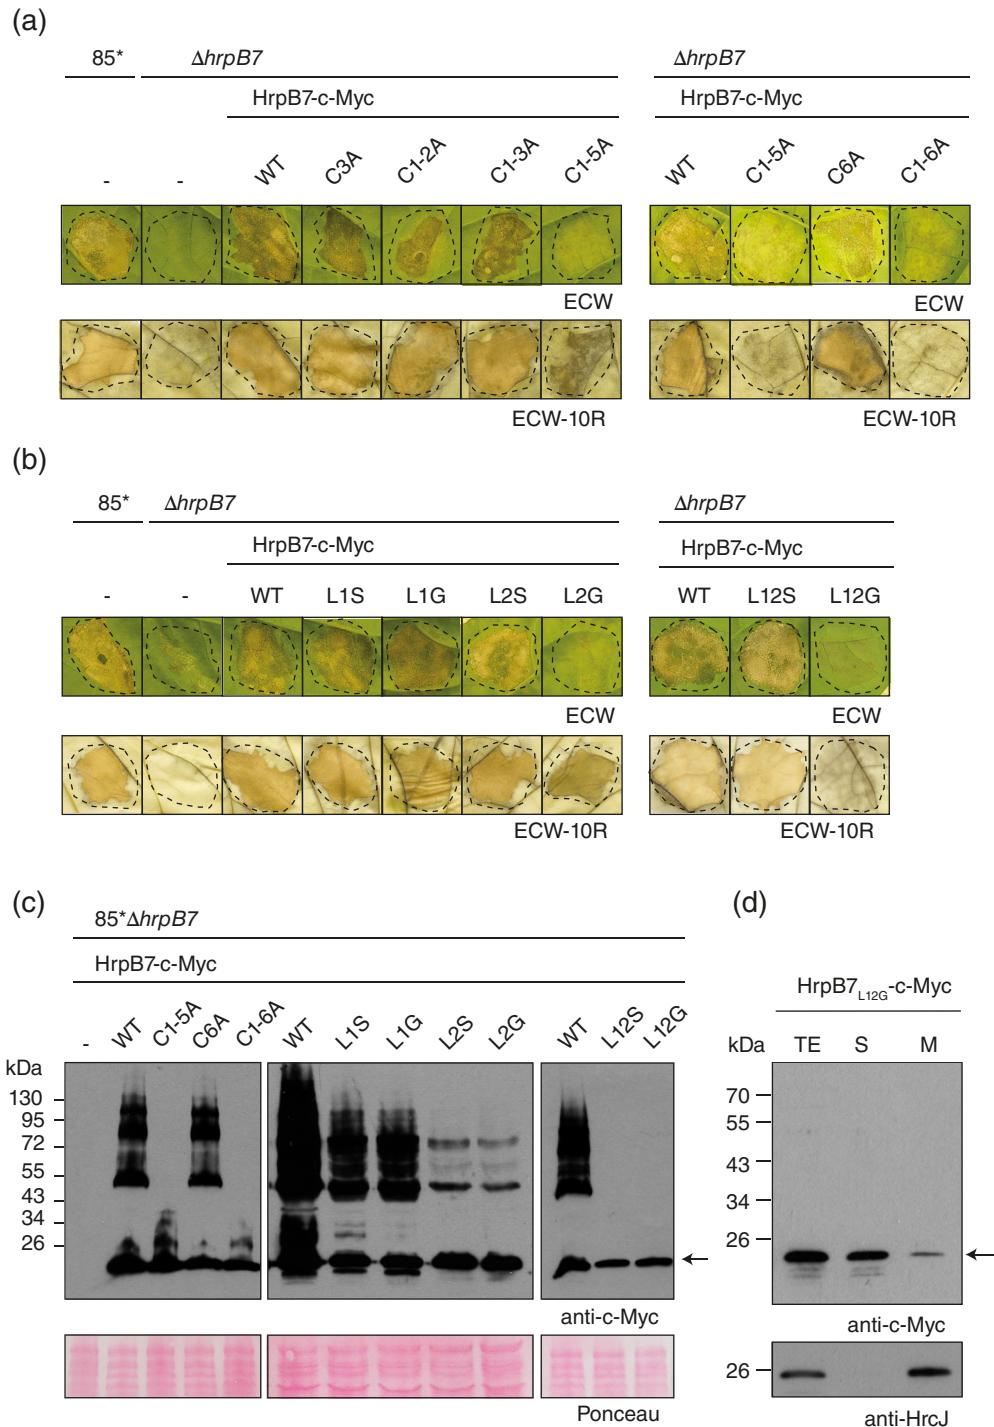 (a)
85* ΔhrpB7 ΔhrpB7
HrpB7-c-Myc HrpB7-c-Myc
- - WT C3A C1-2A C1-3A C1-5A WT C1-5A C6A C1-6A
ECW ECW
ECW-10R ECW-10R
(b)
85* ΔhrpB7 ΔhrpB7
HrpB7-c-Myc HrpB7-c-Myc
- - WT L1S L1G L2S L2G WT L12S L12G
ECW ECW
ECW-10R ECW-10R
(c)
85*ΔhrpB7
HrpB7-c-Myc
- WT C1-5A C6A C1-6A WT L1S L1G L2S L2G WT L12S L12G
kDa
130
95
72
55
43
34
26
anti-c-Myc
Ponceau
(d)
HrpB7L12G-c-Myc
kDa TE S M
70
55
43
34
26
anti-c-Myc
26
anti-HrcJ